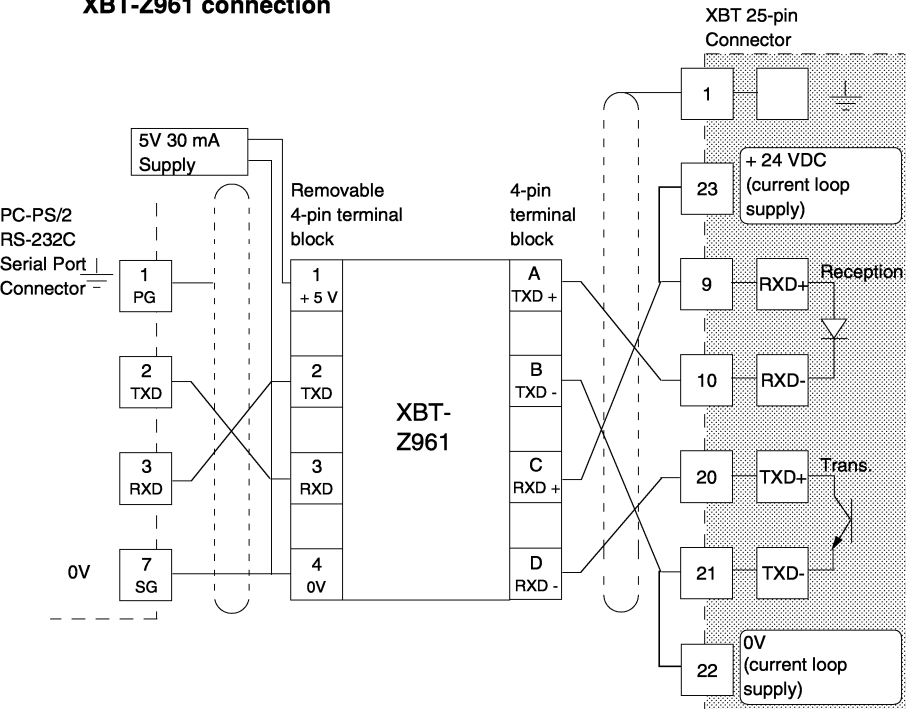 XBT-Z961 connection
XBT 25-pin
Connector
1
5V 30 mA
Supply
23
+ 24 VDC
(current loop
supply)
Removable
4-pin terminal
block
4-pin
terminal
block
PC-PS/2
RS-232C
Serial Port
Connector
1
PG
1
+ 5 V
A
TXD +
9
RXD+
Reception
2
TXD
2
TXD
B
TXD -
10
RXD-
XBT-
Z961
3
RXD
3
RXD
C
RXD +
20
TXD+
Trans.
0V
7
SG
4
0V
D
RXD -
21
TXD-
22
0V
(current loop
supply)